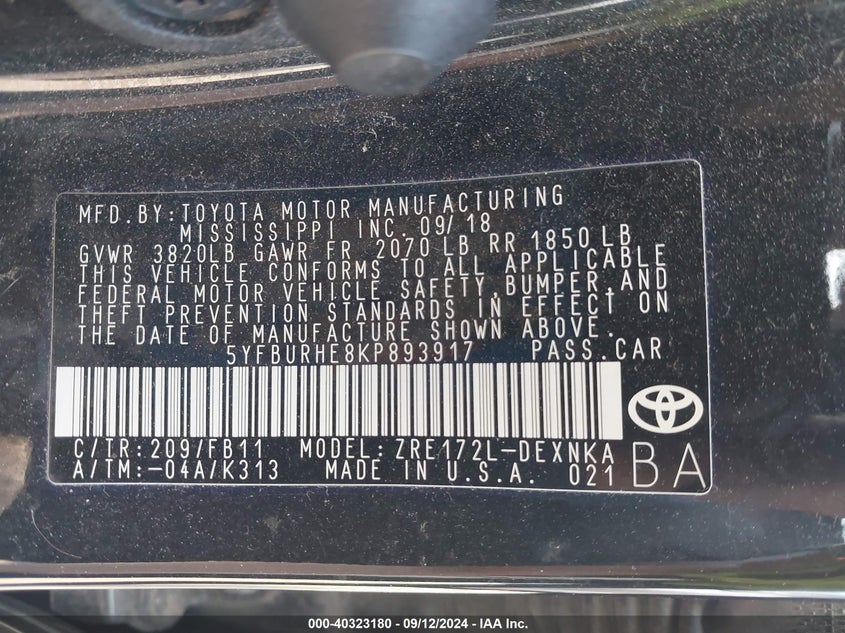 MFD.BY:TOYOTA MOTOR MANUFACTURING
MISSISSIPPI INC. 09/18
GVWR 3820LB GAWR FR 2070 LB RR 1850 LB
THIS VEHICLE CONFORMS TO ALL APPLICABLE
FEDERAL MOTOR VEHICLE SAFETY,BUMPER,AND
THEFT PREVENTION STANDARDS IN EFFECT ON
THE DATE OF MANUFACTURE SHOWN ABOVE.
5YFBURHE8KP893917 PASS.CAR
C/TR:209/FB11 MODEL:ZRE172L-DEXNKA
A/TM:-04A/K313 MADE IN U.S.A. 021
BA
000-40323180 - 09/12/2024 - IAA Inc.